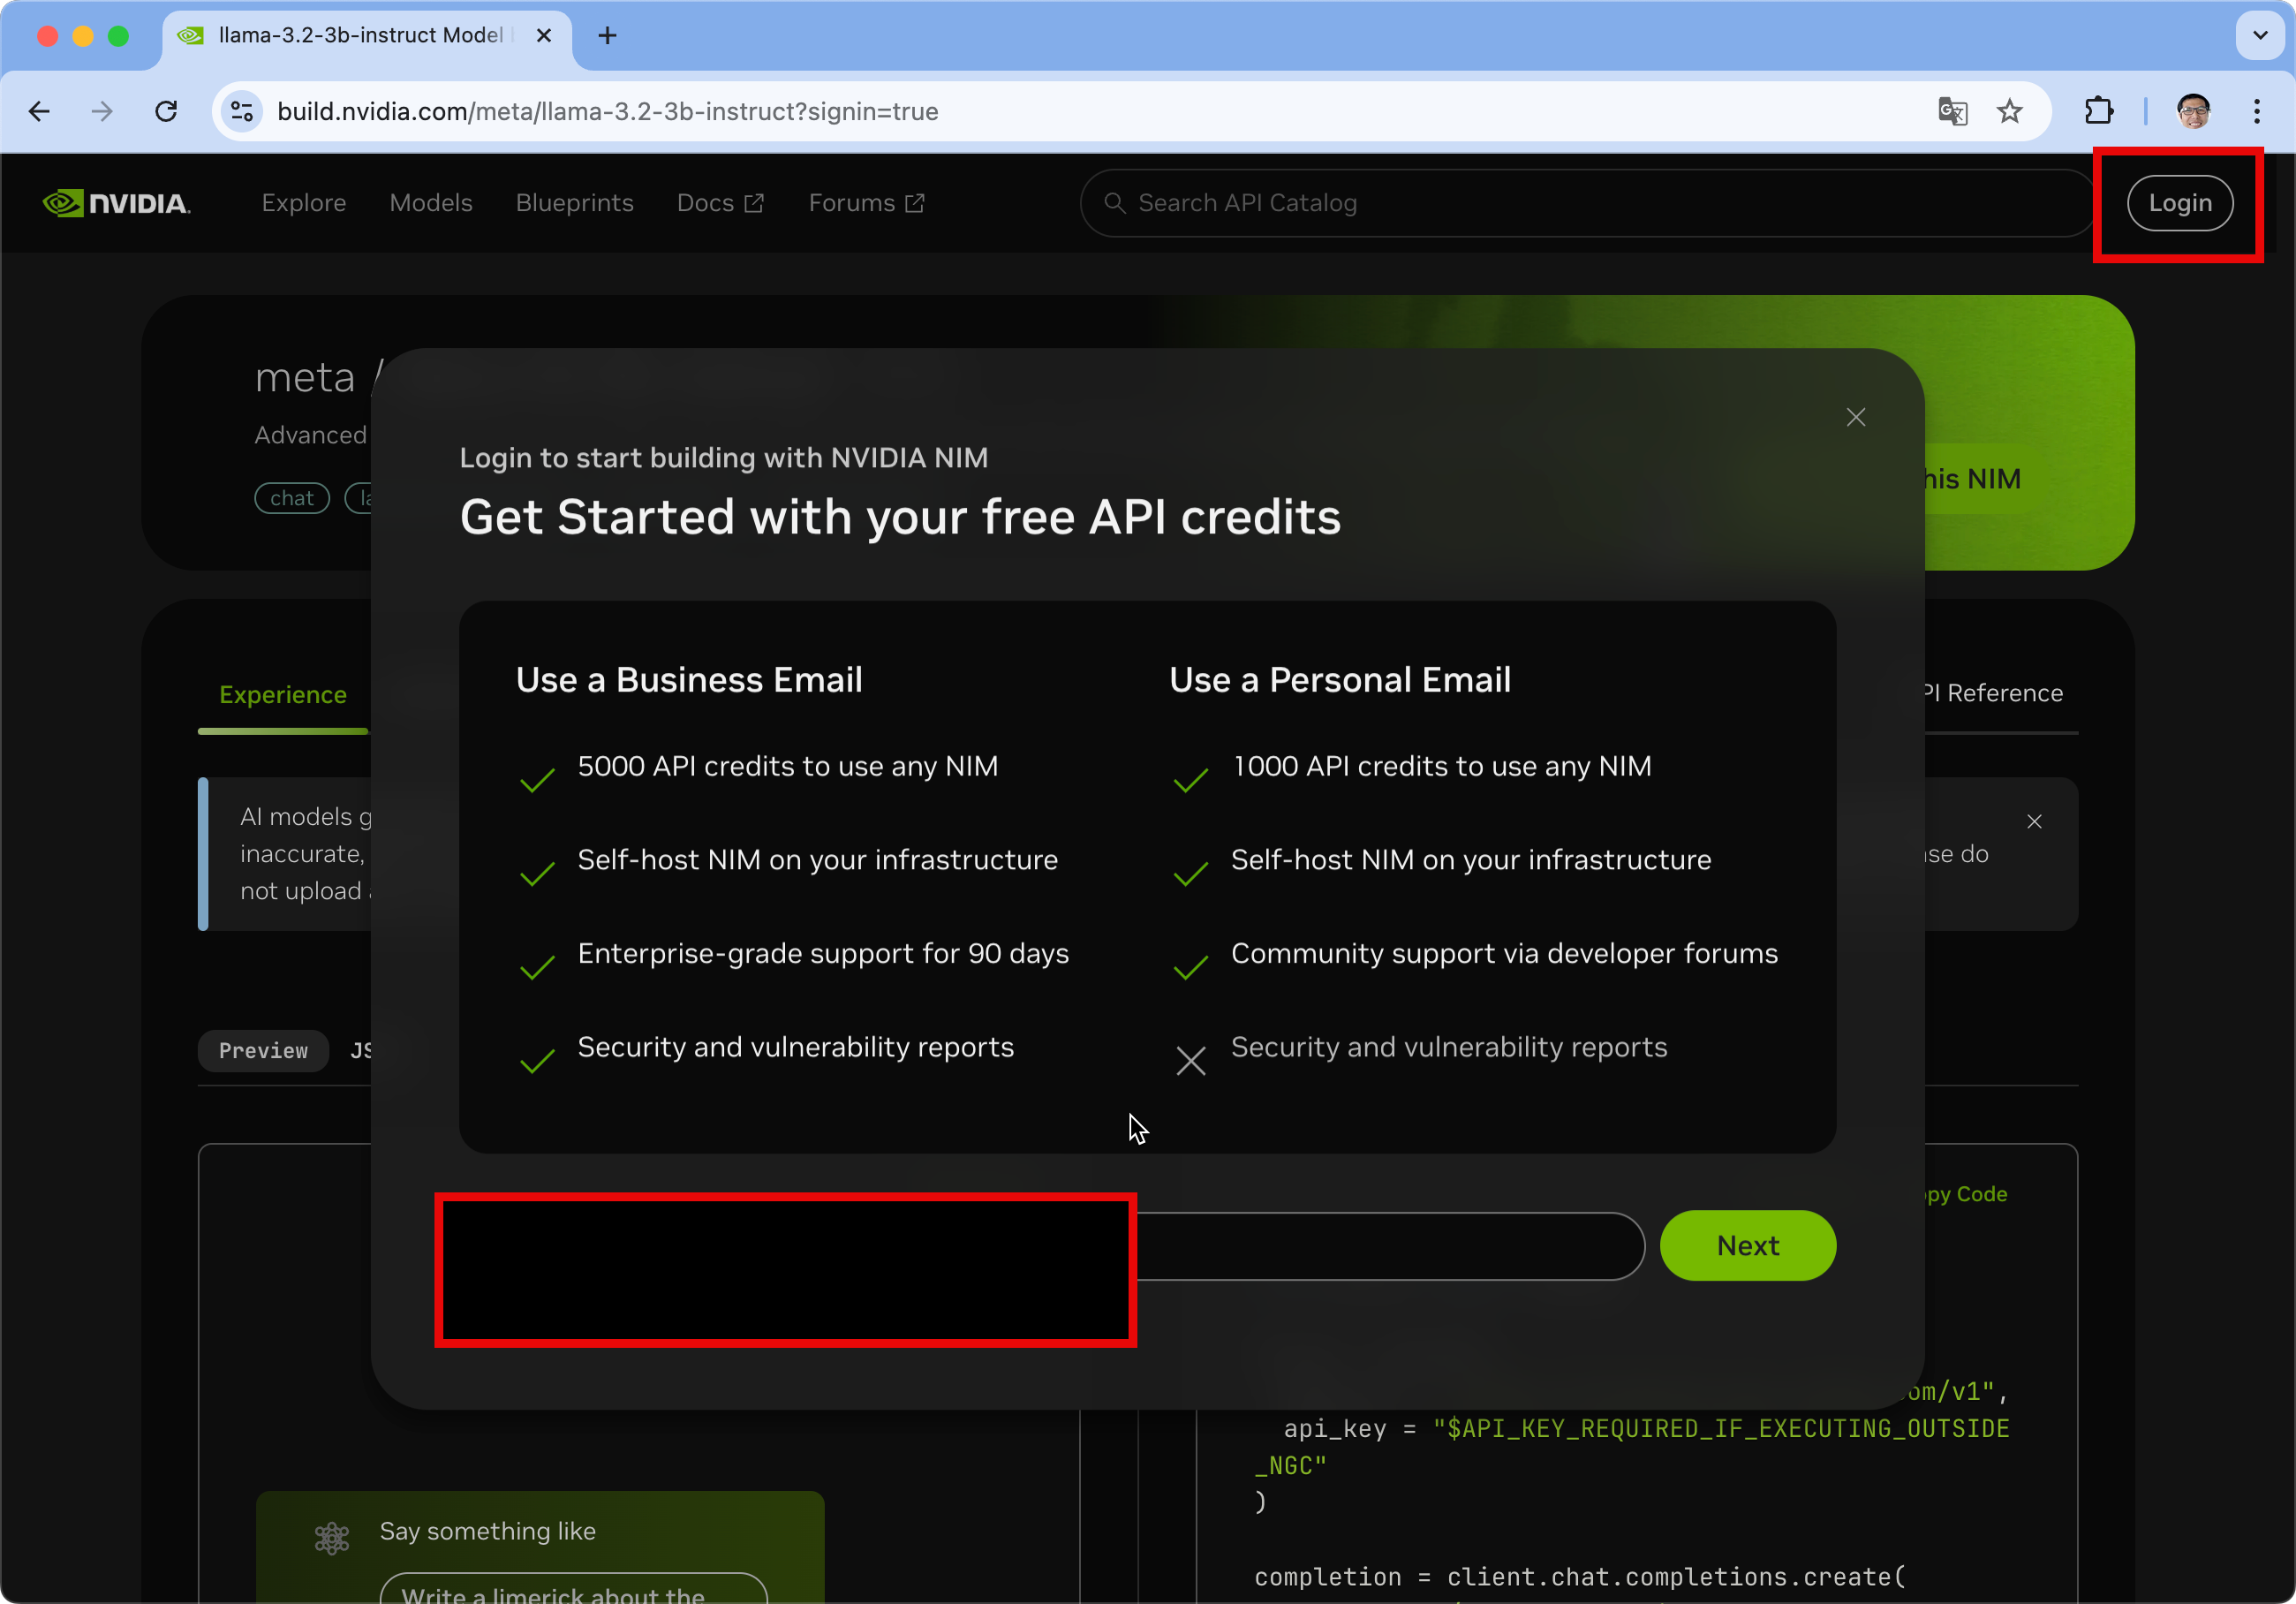 llama-3.2-3b-instruct Model
build.nvidia.com/meta/llama-3.2-3b-instruct?signin=true
NVIDIA.
Explore
Models
Blueprints
Docs
Forums
Search API Catalog
Login
meta /
Advanced
chat
his NIM
Login to start building with NVIDIA NIM
Get Started with your free API credits
Use a Business Email
5000 API credits to use any NIM
Self-host NIM on your infrastructure
Enterprise-grade support for 90 days
Security and vulnerability reports
Use a Personal Email
1000 API credits to use any NIM
Self-host NIM on your infrastructure
Community support via developer forums
Security and vulnerability reports
Next
Experience
PI Reference
AI models g
inaccurate,
not upload
se do
Preview
JS
py Code
om/v1",
api_key = "$API_KEY_REQUIRED_IF_EXECUTING_OUTSIDE
_NGC"
)
completion = client.chat.completions.create(
Say something like
Write a limerick about the